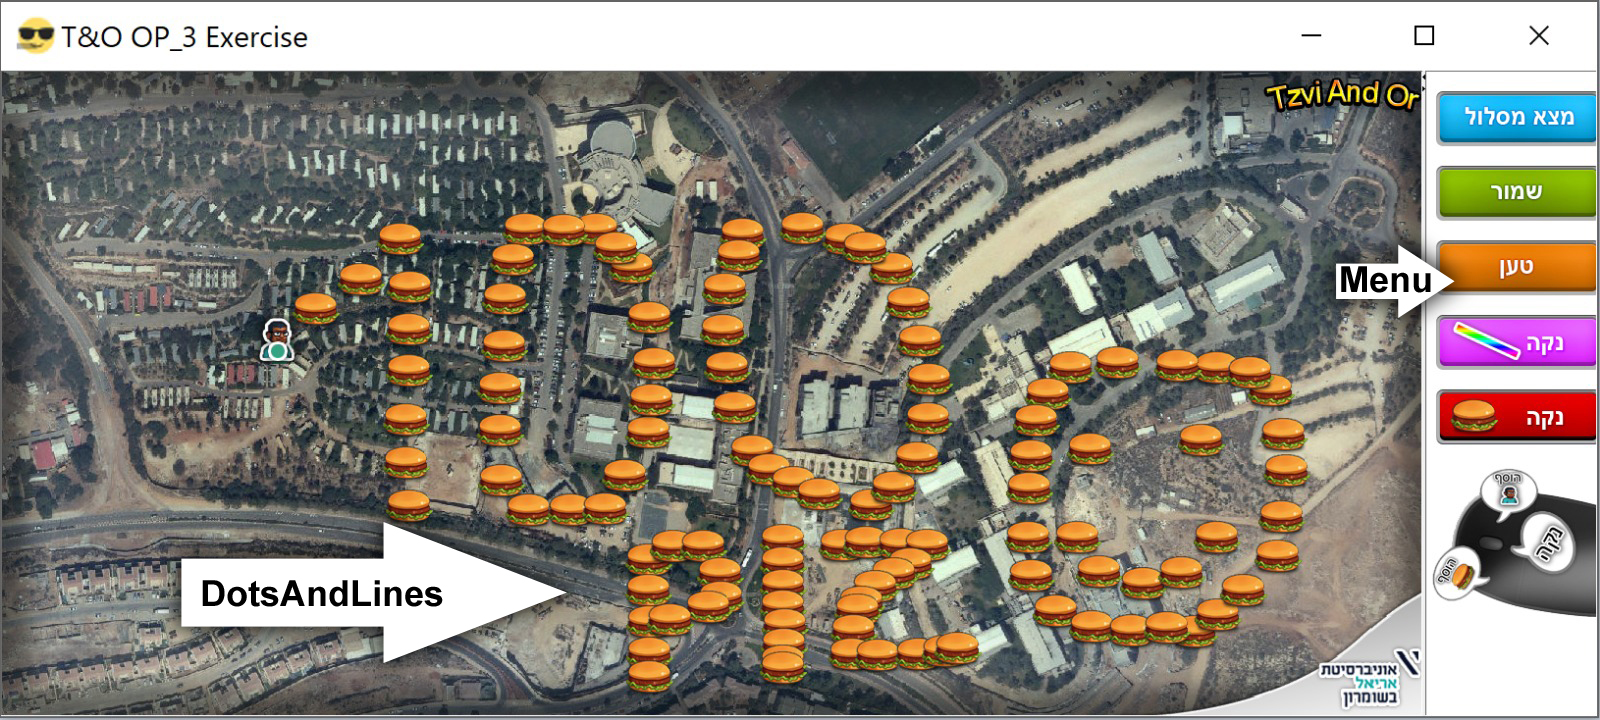 T&O OP_3 Exercise
Tzvi And Or
מצא מסלול
שמור
טען
Menu
נקה
נקה
DotsAndLines
הוסף
נקה
הוסף
אוניברסיטת
אריאל
בשומרון